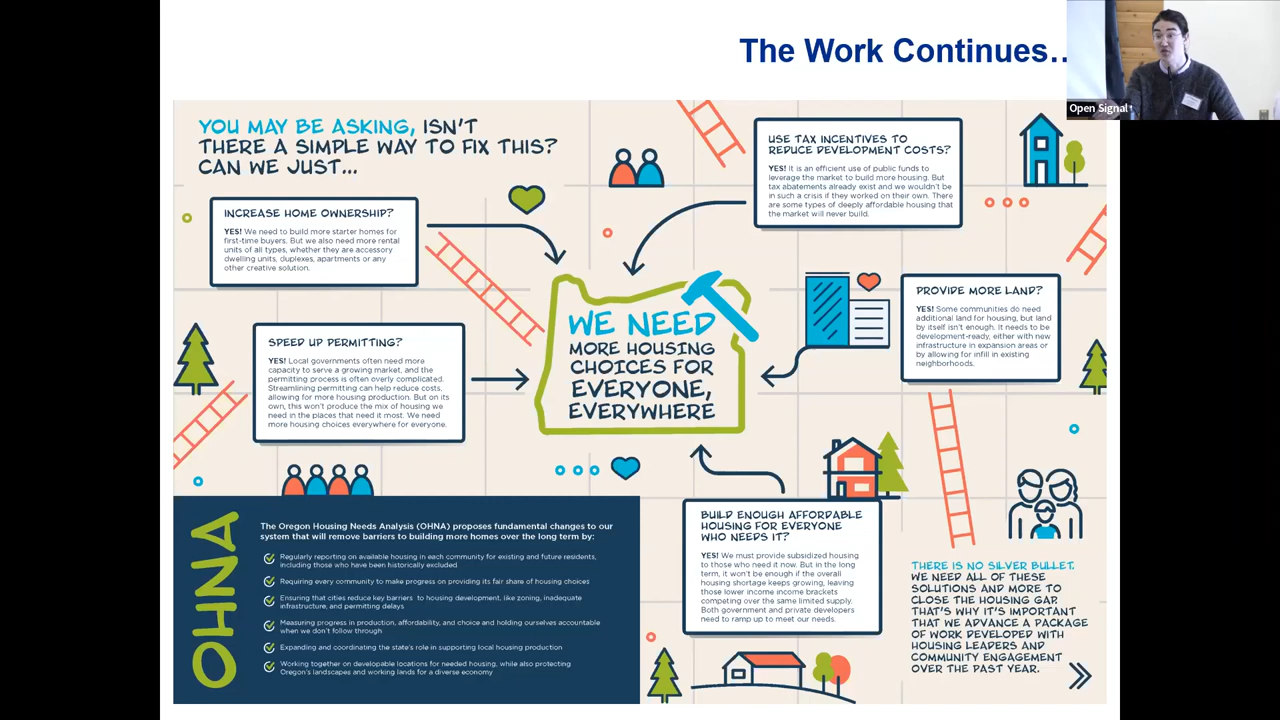 The Work Continues..
Open Signal
YOU MAY BE ASKING, ISN'T
THERE A SIMPLE WAY TO FIX THIS?
CAN WE JUST...
INCREASE HOME OWNERSHIP?
YES! We need to build more starter homes for
first-time buyers. But we also need more rental
units of all types, whether they are accessory
dwelling units, duplexes, apartments or any
other creative solution.
USE TAX INCENTIVES TO
REDUCE DEVELOPMENT COSTS?
YES! It is an efficient use of public funds to
leverage the market to build more housing. But
tax abatements already exist and we wouldn't be
in such a crisis if they worked on their own. There
are some types of deeply affordable housing that
the market will never build.
SPEED UP PERMITTING?
YES! Local governments often need more
capacity to serve a growing market, and the
permitting process is often overly complicated.
Streamlining permitting can help reduce costs,
allowing for more housing production. But on its
own, this won't produce the mix of housing we
need in the places that need it most. We need
more housing choices everywhere for everyone.
WE NEED
MORE HOUSING
CHOICES FOR
EVERYONE,
EVERYWHERE
PROVIDE MORE LAND?
YES! Some communities do need
additional land for housing, but land
by itself isn't enough. It needs to be
development-ready, either with new
infrastructure in expansion areas or
by allowing for infill in existing
neighborhoods.
OHNA
The Oregon Housing Needs Analysis (OHNA) proposes fundamental changes to our
system that will remove barriers to building more homes over the long term by:
Regularly reporting on available housing in each community for existing and future residents,
including those who have been historically excluded
Requiring every community to make progress on providing its fair share of housing choices
Ensuring that cities reduce key barriers to housing development, like zoning, inadequate
infrastructure, and permitting delays
Measuring progress in production, affordability, and choice and holding ourselves accountable
when we don't follow through
Expanding and coordinating the state's role in supporting local housing production
Working together on developable locations for needed housing, while also protecting
Oregon's landscapes and working lands for a diverse economy
BUILD ENOUGH AFFORDABLE
HOUSING FOR EVERYONE
WHO NEEDS IT?
YES! We must provide subsidized housing
to those who need it now. But in the long
term, it won't be enough if the overall
housing shortage keeps growing, leaving
those lower income income brackets
competing over the same limited supply.
Both government and private developers
need to ramp up to meet our needs.
THERE IS NO SILVER BULLET.
WE NEED ALL OF THESE
SOLUTIONS AND MORE TO
CLOSE THE HOUSING GAP.
THAT'S WHY IT'S IMPORTANT
THAT WE ADVANCE A PACKAGE
OF WORK DEVELOPED WITH
HOUSING LEADERS AND
COMMUNITY ENGAGEMENT
OVER THE PAST YEAR.